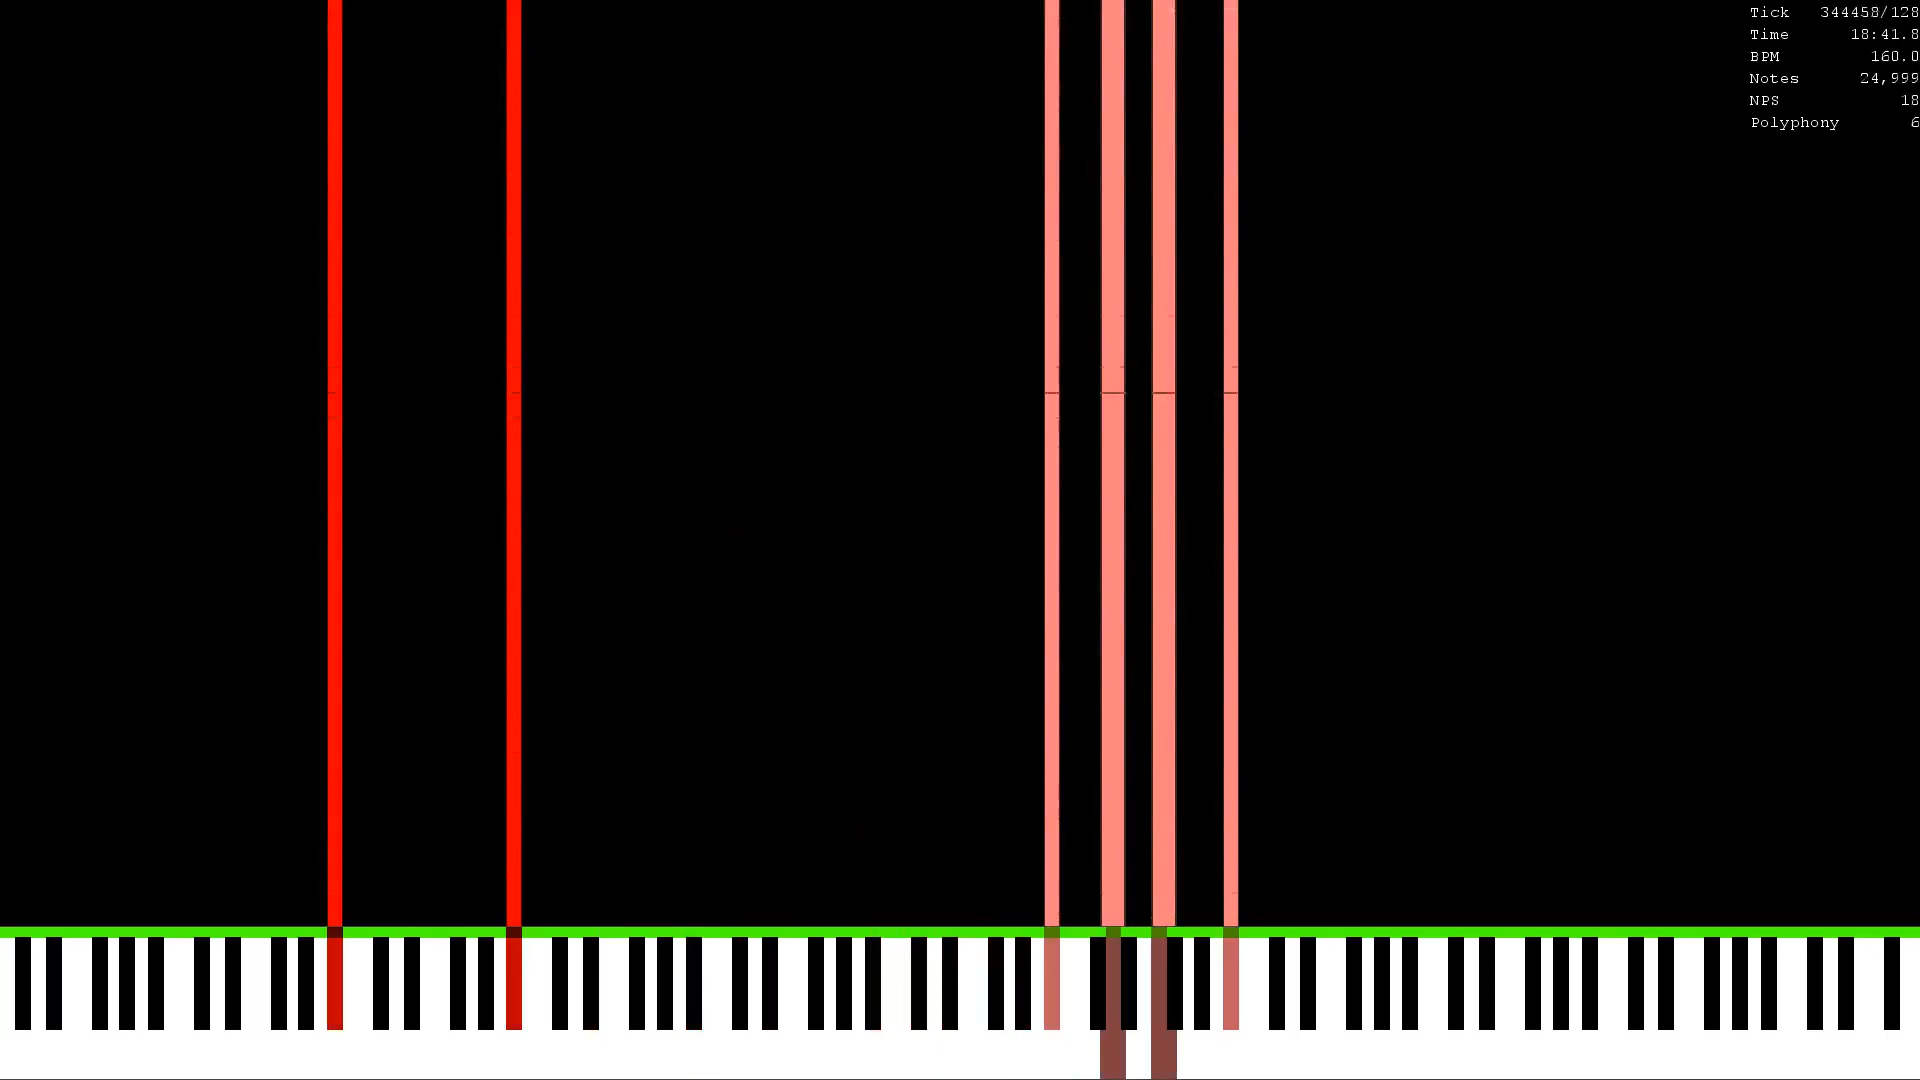 Tick 344458/128
Time 18:41.8
BPM 160.0
Notes 24,999
NPS 18
Polyphony 6